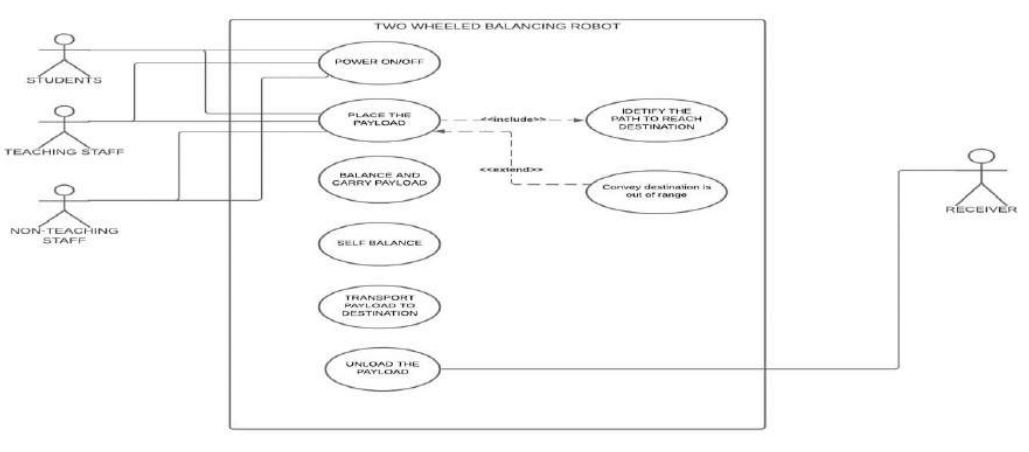 TWO WHEELED BALANCING ROBOT
STUDENTS
TEACHING STAFF
NON-TEACHING
STAFF
POWER ON/OFF
PLACE THE
PAYLOAD
<<include>>
IDETIFY THE
PATH TO REACH
DESTINATION
<<extend>>
Convey destination is
out of range
BALANCE AND
CARRY PAYLOAD
SELF BALANCE
TRANSPORT
PAYLOAD TO
DESTINATION
UNLOAD THE
PAYLOAD
RECEIVER